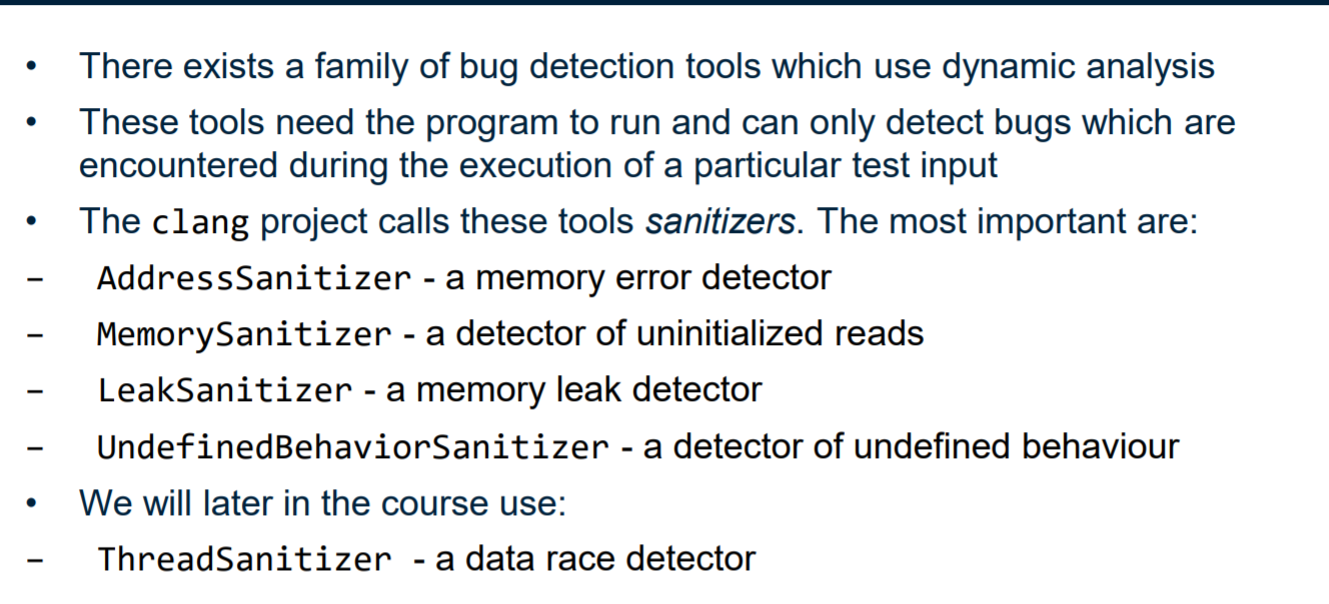 • There exists a family of bug detection tools which use dynamic analysis
• These tools need the program to run and can only detect bugs which are
encountered during the execution of a particular test input
• The clang project calls these tools sanitizers. The most important are:
– AddressSanitizer - a memory error detector
– MemorySanitizer - a detector of uninitialized reads
– LeakSanitizer - a memory leak detector
– UndefinedBehaviorSanitizer - a detector of undefined behaviour
• We will later in the course use:
– ThreadSanitizer - a data race detector